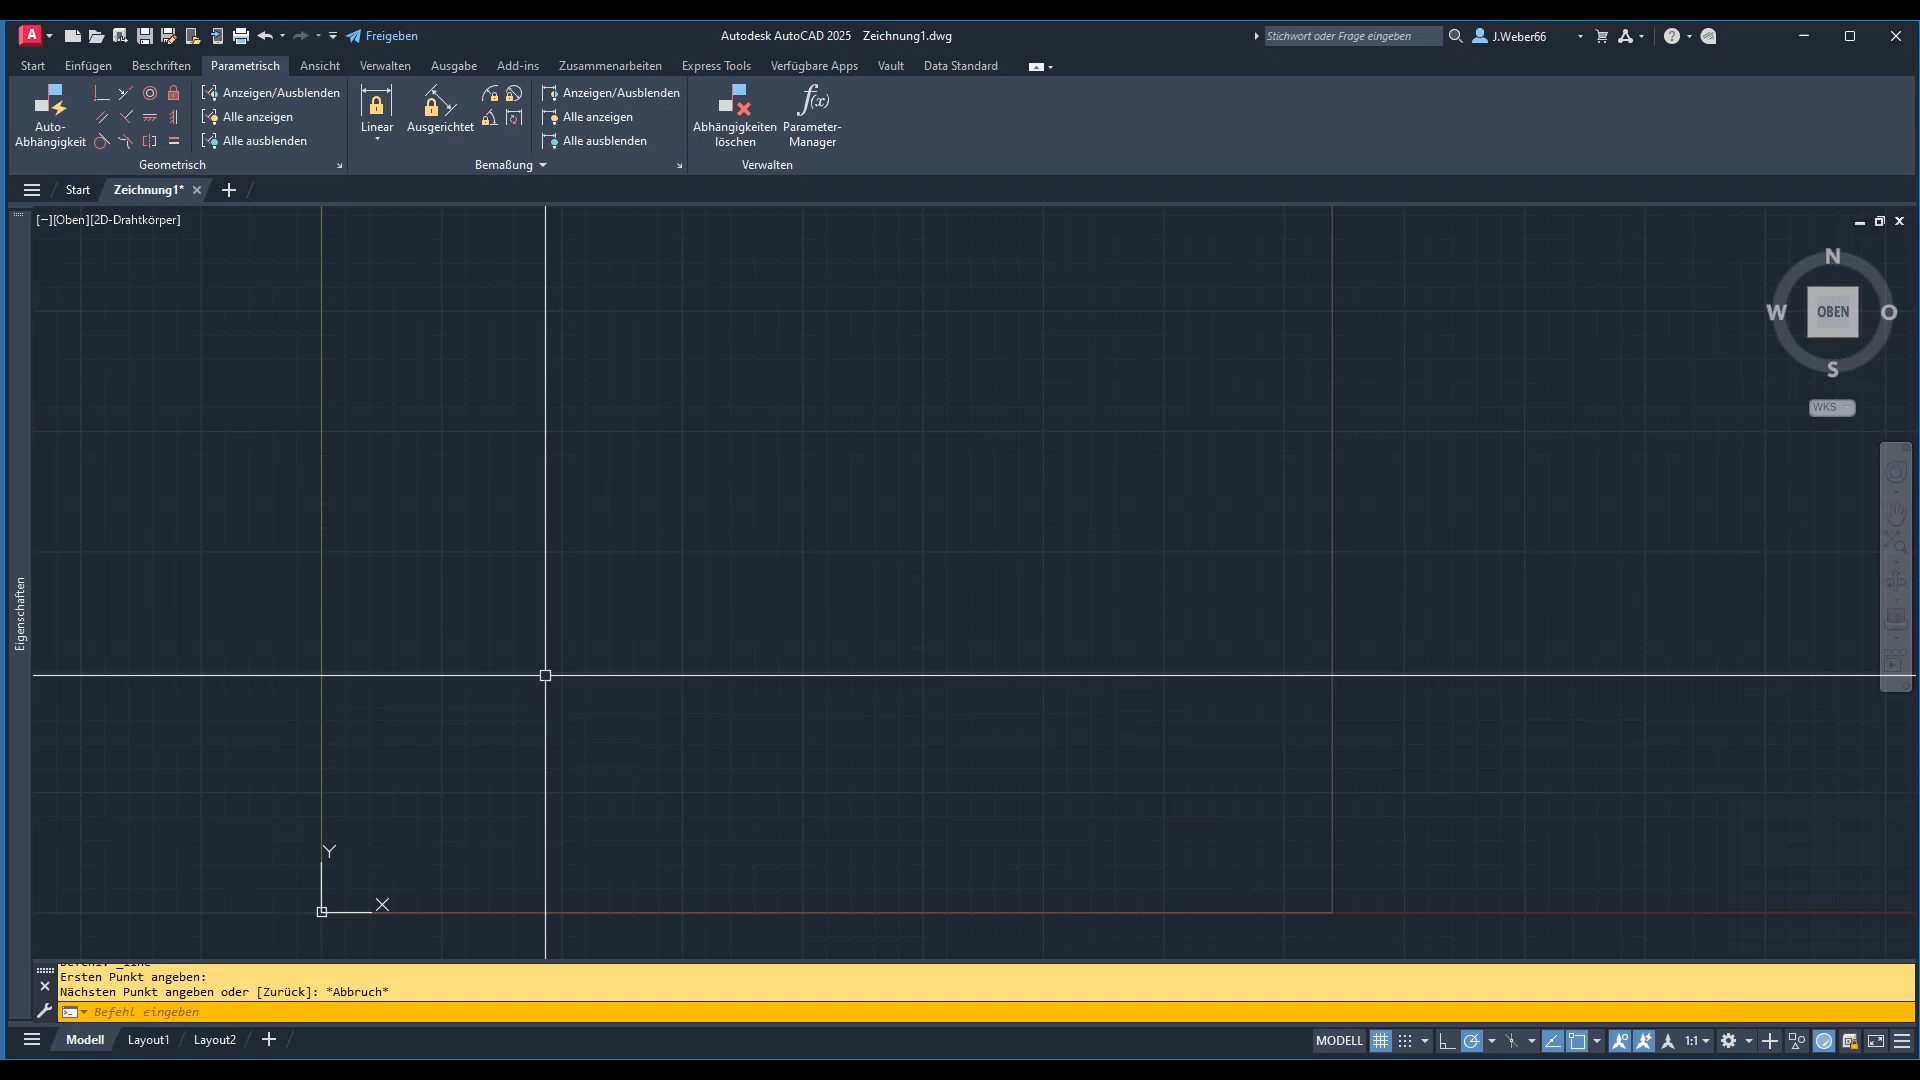 A
Freigeben
Autodesk AutoCAD 2025 Zeichnung1.dwg
Stichwort oder Frage eingeben
J.Weber66
Start Einfügen Beschriften Parametrisch Ansicht Verwalten Ausgabe Add-ins Zusammenarbeiten Express Tools Verfügbare Apps Vault Data Standard
Auto-
Abhängigkeit
Anzeigen/Ausblenden
Alle anzeigen
Alle ausblenden
Geometrisch
Linear
Ausgerichtet
Anzeigen/Ausblenden
Alle anzeigen
Alle ausblenden
Bemaßung
Abhängigkeiten
löschen
f(x)
Parameter-
Manager
Verwalten
Start Zeichnung1*
[−][Oben][2D-Drahtkörper]
N
W OBEN O
S
WKS
Eigenschaften
Y
X
Ersten Punkt angeben:
Nächsten Punkt angeben oder [Zurück]: *Abbruch*
Befehl eingeben
Modell Layout1 Layout2
MODELL
1:1